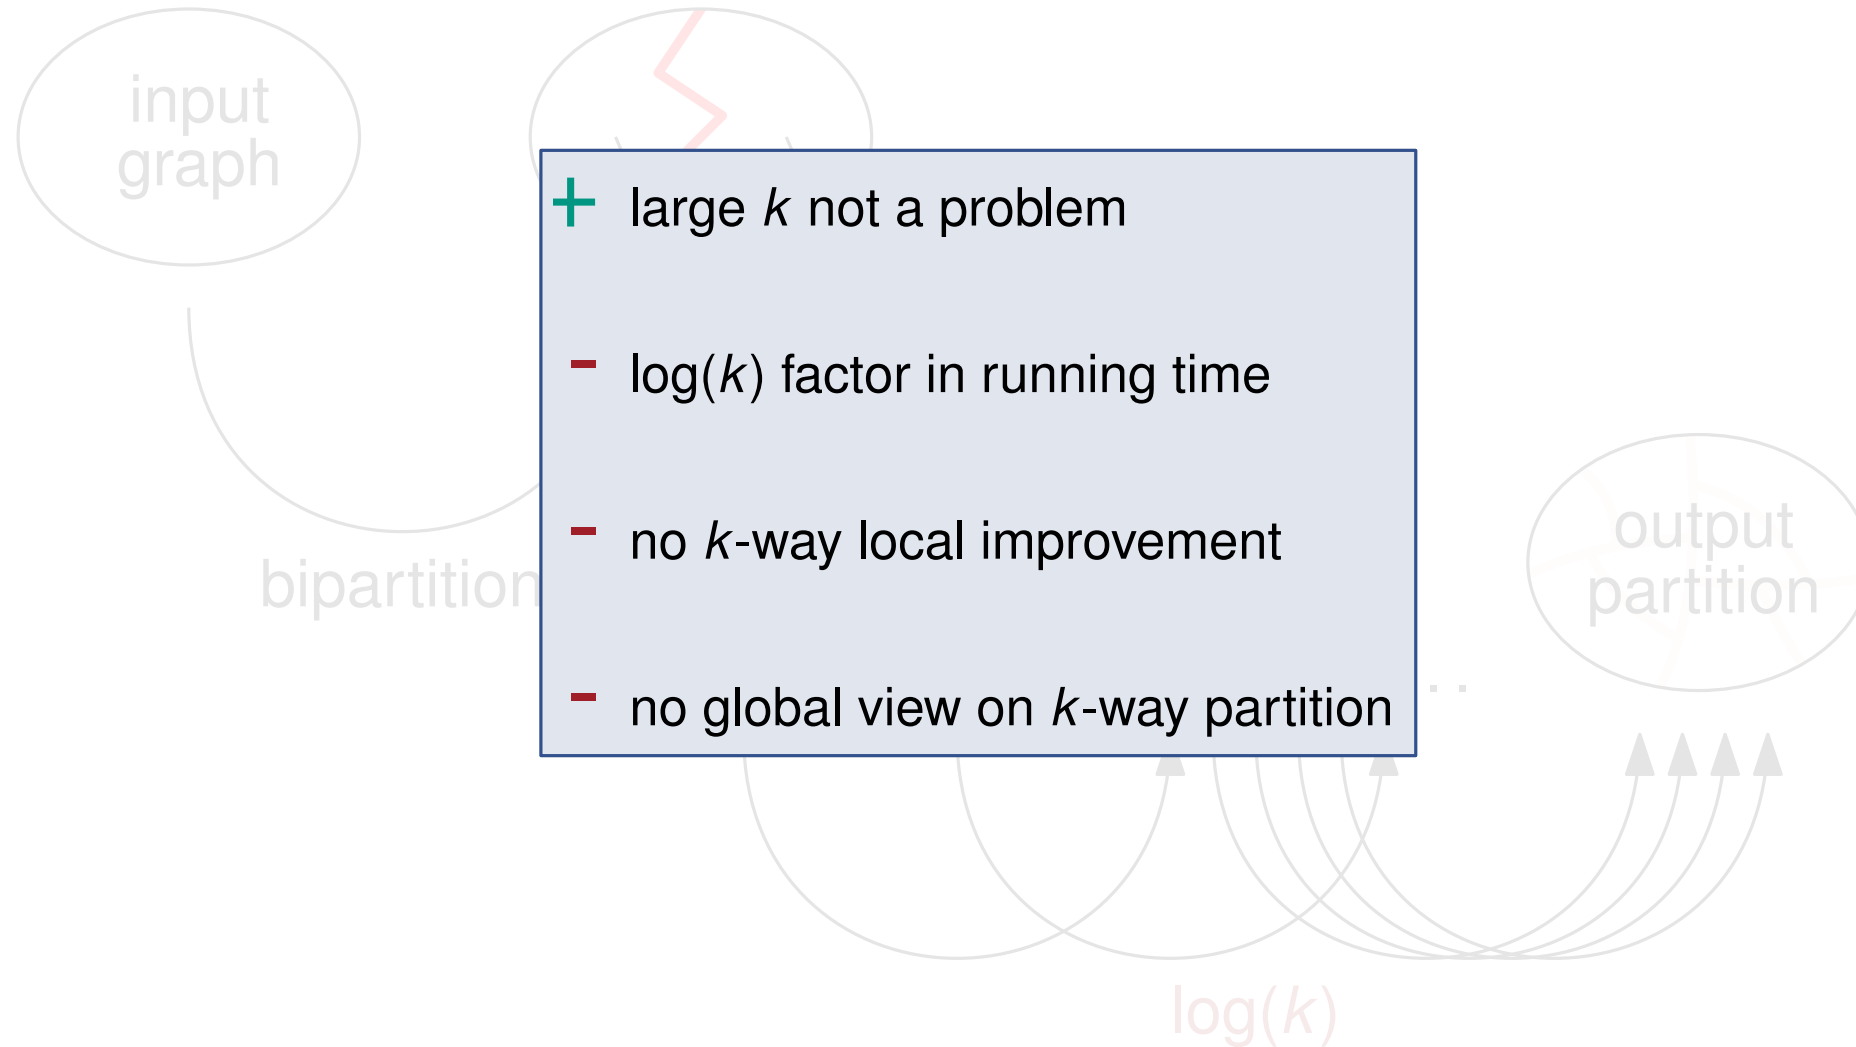 input
graph
+ large k not a problem
- log(k) factor in running time
- no k-way local improvement
- no global view on k-way partition
bipartition
output
partition
..
log(k)